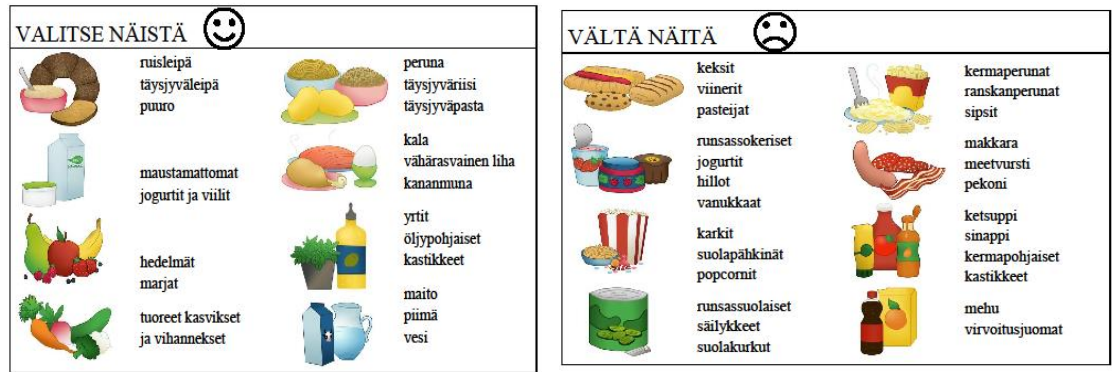 VALITSE NÄISTÄ
ruisleipä
täysjyväleipä
puuro
maustamattomat
jogurtit ja viilit
hedelmät
marjat
tuoreet kasvikset
ja vihannekset
peruna
täysjyväriisi
täysjyväpasta
kala
vähärasvainen liha
kananmuna
yrtit
öljypohjaiset
kastikkeet
maito
piimä
vesi
VÄLTÄ NÄITÄ
keksit
viinerit
pasteijat
runsassokeriset
jogurtit
hillot
vanukkaat
karkit
suolapähkinät
popcornit
runsassuolaiset
säilykkeet
suolakurkut
kermaperunat
ranskanperunat
sipsit
makkara
meetvursti
pekoni
ketsuppi
sinappi
kermapohjaiset
kastikkeet
mehu
virvoitusjuomat